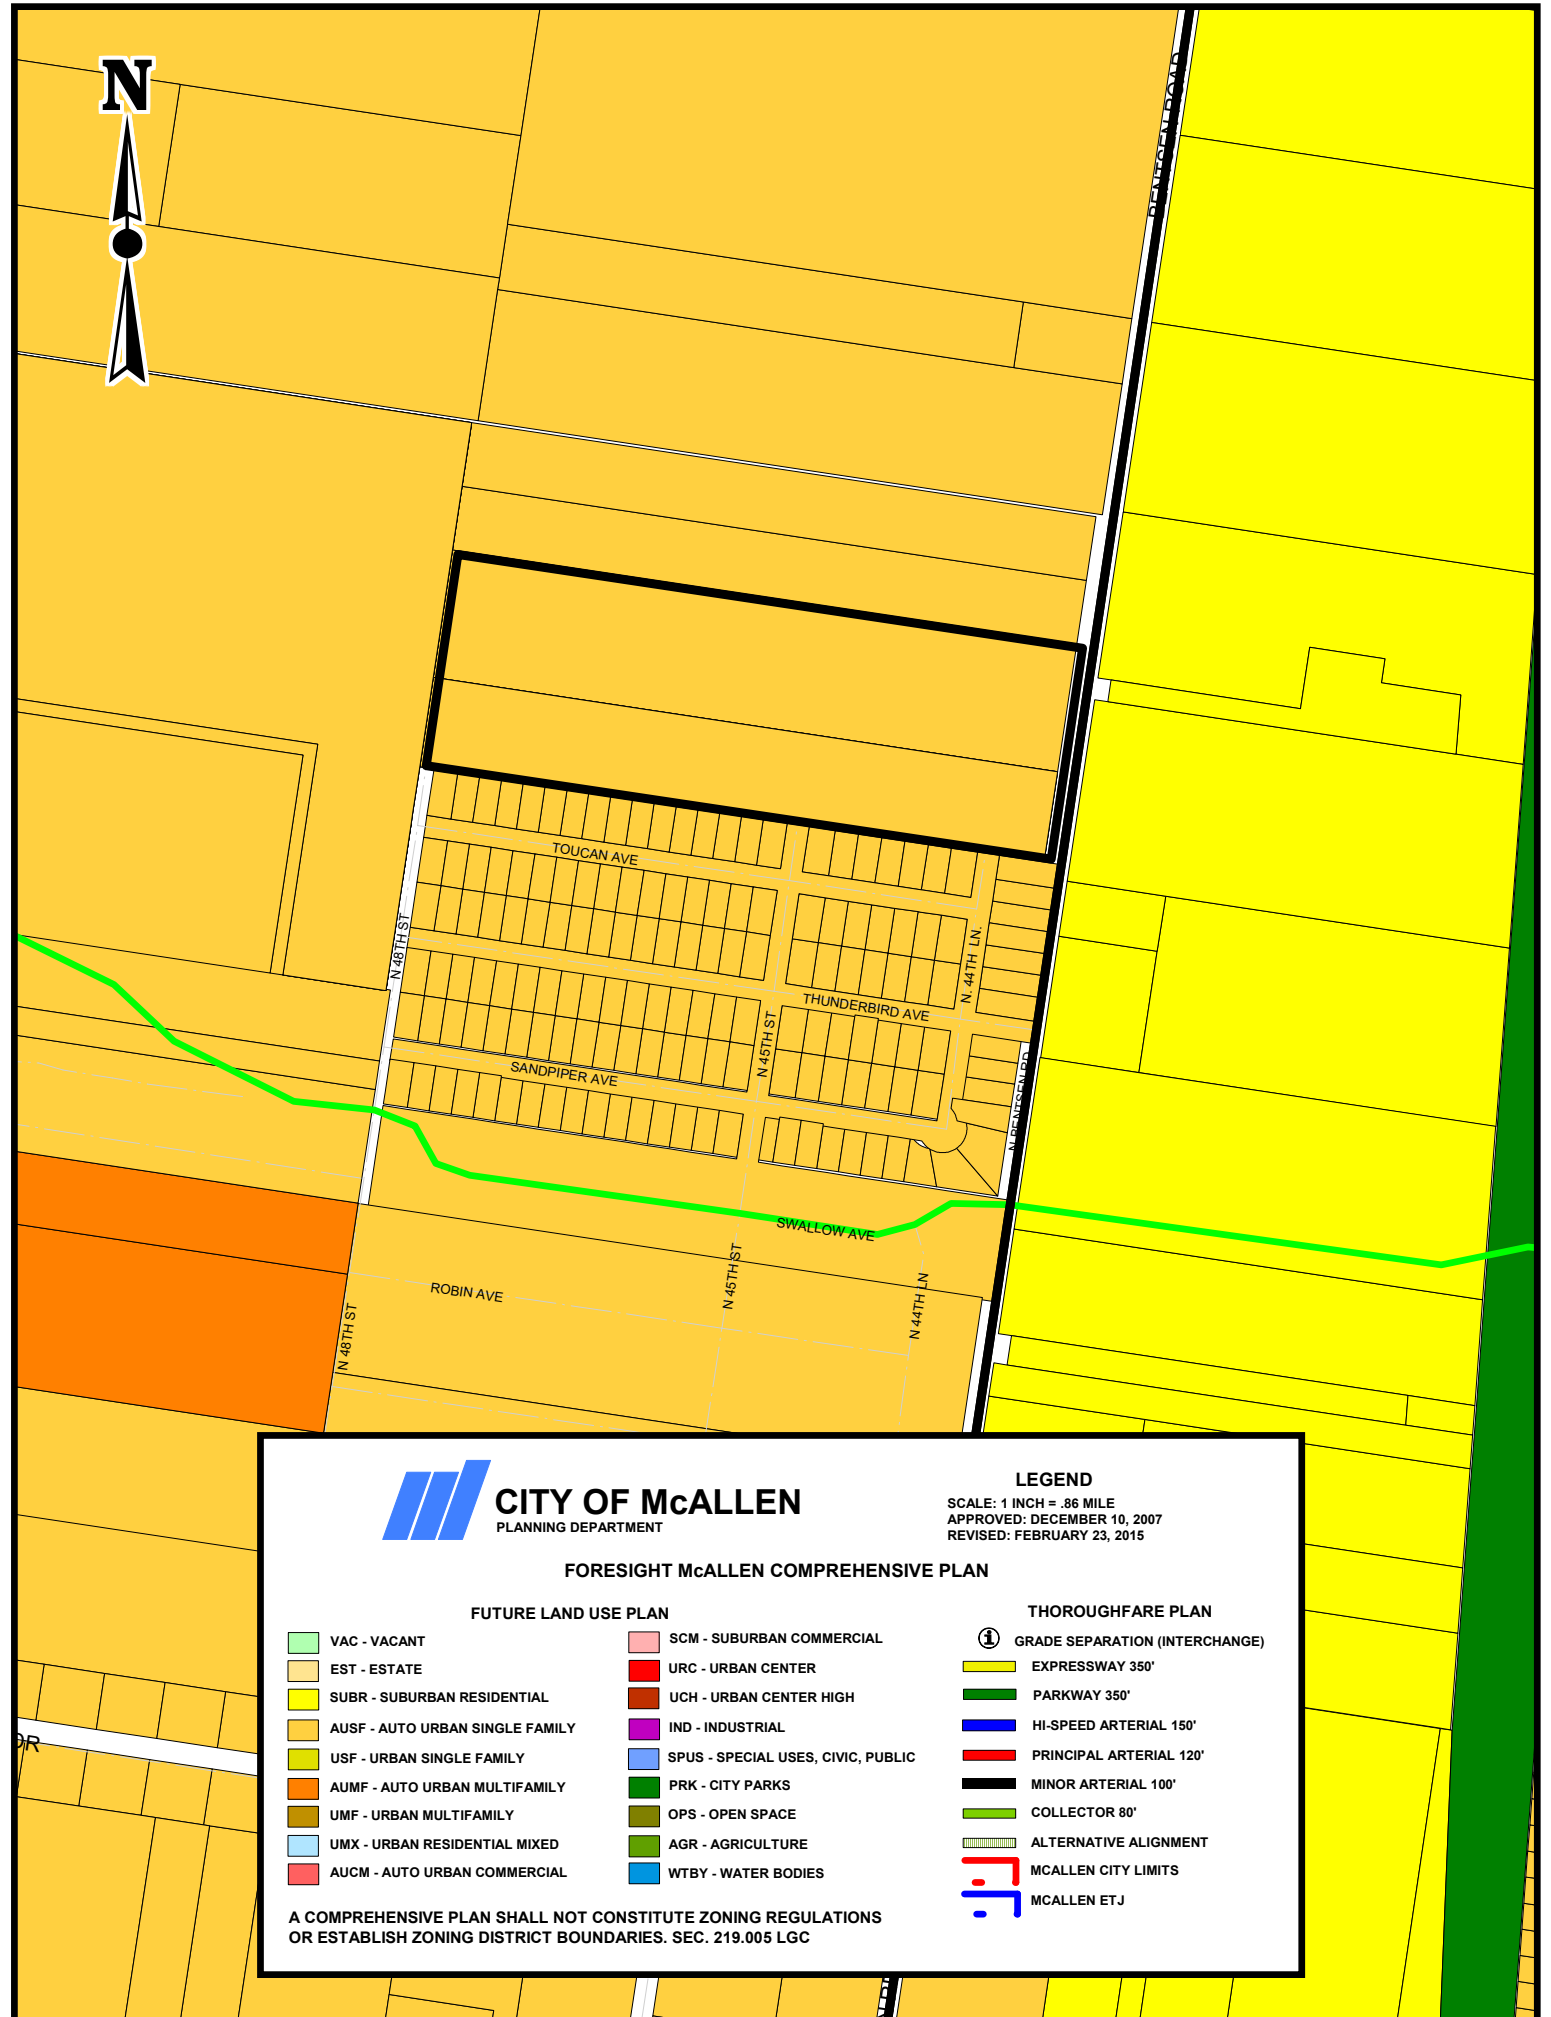 N
BENTSEN ROAD
TOUCAN AVE
N 48TH ST
N. 44TH LN.
THUNDERBIRD AVE
N 45TH ST
SANDPIPER AVE
N BENTSEN RD
SWALLOW AVE
N 45TH ST
ROBIN AVE
N 44TH LN
N 48TH ST
DR
CITY OF McALLEN
PLANNING DEPARTMENT
LEGEND
SCALE: 1 INCH = .86 MILE
APPROVED: DECEMBER 10, 2007
REVISED: FEBRUARY 23, 2015
FORESIGHT McALLEN COMPREHENSIVE PLAN
FUTURE LAND USE PLAN
VAC - VACANT
EST - ESTATE
SUBR - SUBURBAN RESIDENTIAL
AUSF - AUTO URBAN SINGLE FAMILY
USF - URBAN SINGLE FAMILY
AUMF - AUTO URBAN MULTIFAMILY
UMF - URBAN MULTIFAMILY
UMX - URBAN RESIDENTIAL MIXED
AUCM - AUTO URBAN COMMERCIAL
SCM - SUBURBAN COMMERCIAL
URC - URBAN CENTER
UCH - URBAN CENTER HIGH
IND - INDUSTRIAL
SPUS - SPECIAL USES, CIVIC, PUBLIC
PRK - CITY PARKS
OPS - OPEN SPACE
AGR - AGRICULTURE
WTBY - WATER BODIES
THOROUGHFARE PLAN
GRADE SEPARATION (INTERCHANGE)
EXPRESSWAY 350'
PARKWAY 350'
HI-SPEED ARTERIAL 150'
PRINCIPAL ARTERIAL 120'
MINOR ARTERIAL 100'
COLLECTOR 80'
ALTERNATIVE ALIGNMENT
MCALLEN CITY LIMITS
MCALLEN ETJ
A COMPREHENSIVE PLAN SHALL NOT CONSTITUTE ZONING REGULATIONS
OR ESTABLISH ZONING DISTRICT BOUNDARIES. SEC. 219.005 LGC